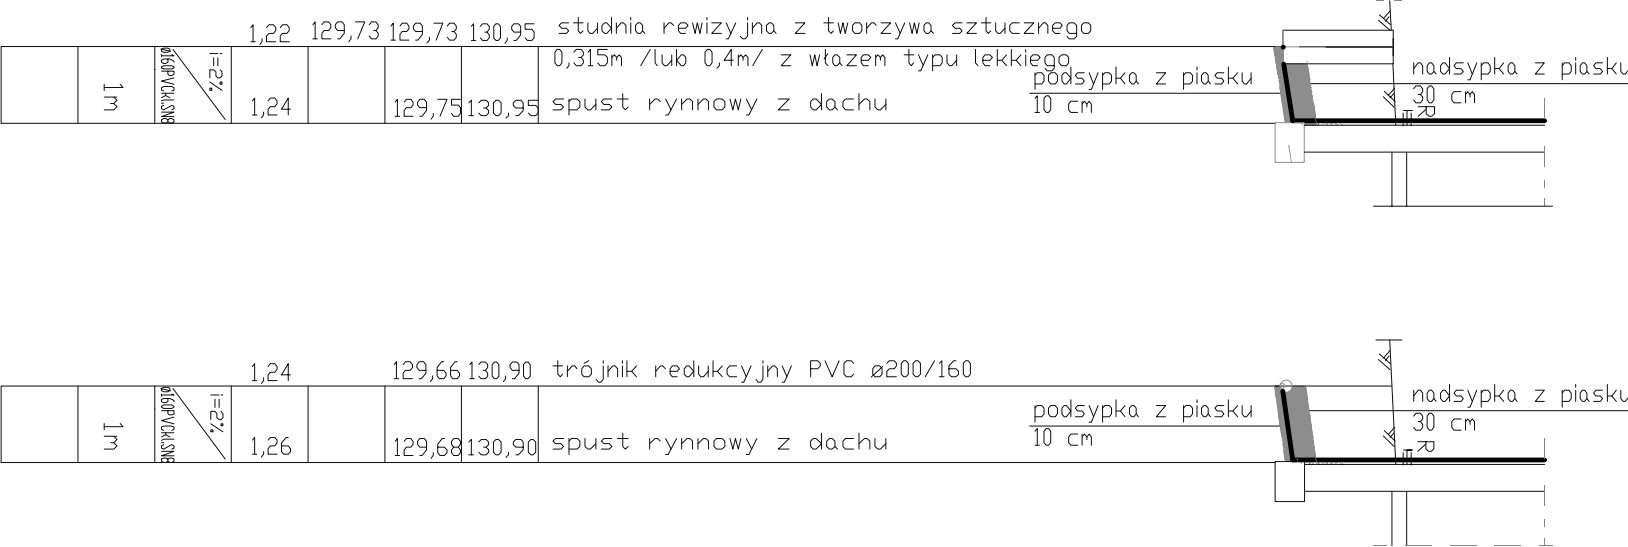 1,22 129,73 129,73 130,95 studnia rewizyjna z tworzywa sztucznego
0,315m /lub 0,4m/ z włazem typu lekkiego
podsypka z piasku
10 cm
nadsypka z piasku
30 cm
R
1m
ø160PVCkl.SN8
i=2%
1,24 129,75 130,95 spust rynnowy z dachu
1,24 129,66 130,90 trójnik redukcyjny PVC ø200/160
podsypka z piasku
10 cm
nadsypka z piasku
30 cm
R
1m
ø160PVCkl.SN8
i=2%
1,26 129,68 130,90 spust rynnowy z dachu